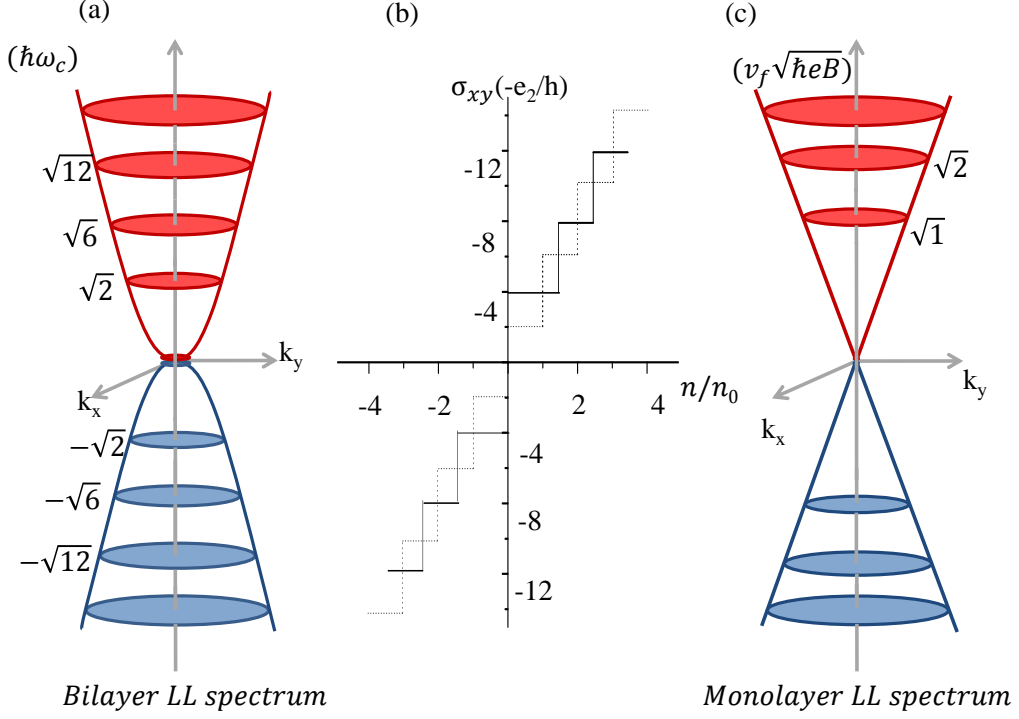 (a)
(b)
(c)
(ℏω𝑐)
√12
√6
√2
k_y
k_x
−√2
−√6
−√12
Bilayer LL spectrum
σ_xy(-e_2/h)
-12
-8
-4
-4
-2
2
4
n/n_0
-4
-8
-12
(v_f√ℏeB)
√2
√1
k_y
k_x
Monolayer LL spectrum